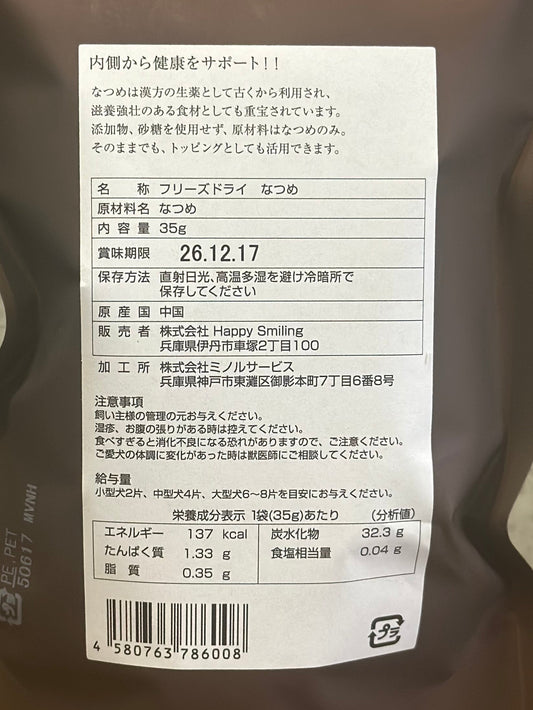 内側から健康をサポート！！
なつめは漢方の生薬として古くから利用され、
滋養強壮のある食材としても重宝されています。
添加物、砂糖を使用せず、原材料はなつめのみ。
そのままでも、トッピングとしても活用できます。
名 称 フリーズドライ なつめ
原材料名 なつめ
内 容 量 35g
賞味期限 26.12.17
保存方法 直射日光、高温多湿を避け冷暗所で
保存してください
原 産 国 中国
販 売 者 株式会社 Happy Smiling
兵庫県伊丹市車塚2丁目100
加 工 所 株式会社ミノルサービス
兵庫県神戸市東灘区御影本町7丁目6番8号
注意事項
飼い主様の管理の元お与えください。
湿疹、お腹の張りがある時は控えてください。
食べすぎると消化不良になる恐れがありますので、ご注意ください。
ご愛犬の体調に変化があった時は獣医師にご相談してください。
給与量
小型犬2片、中型犬4片、大型犬6〜8片を目安にお与えください。
栄養成分表示 1袋(35g)あたり (分析値)
エネルギー 137 kcal 炭水化物 32.3 g
たんぱく質 1.33 g 食塩相当量 0.04 g
脂 質 0.35 g
4 580763 786008
プラ
プラ
PE, PET
50617 MVNH